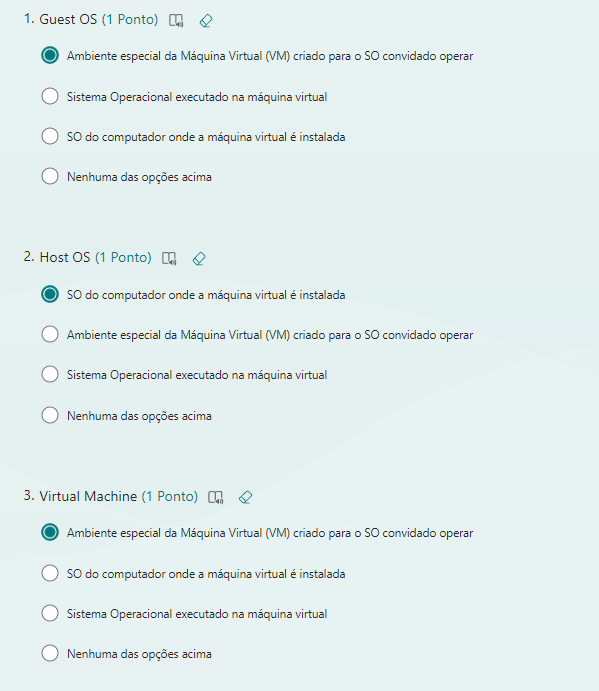 1. Guest OS (1 Ponto)
Ambiente especial da Máquina Virtual (VM) criado para o SO convidado operar
Sistema Operacional executado na máquina virtual
SO do computador onde a máquina virtual é instalada
Nenhuma das opções acima
2. Host OS (1 Ponto)
SO do computador onde a máquina virtual é instalada
Ambiente especial da Máquina Virtual (VM) criado para o SO convidado operar
Sistema Operacional executado na máquina virtual
Nenhuma das opções acima
3. Virtual Machine (1 Ponto)
Ambiente especial da Máquina Virtual (VM) criado para o SO convidado operar
SO do computador onde a máquina virtual é instalada
Sistema Operacional executado na máquina virtual
Nenhuma das opções acima